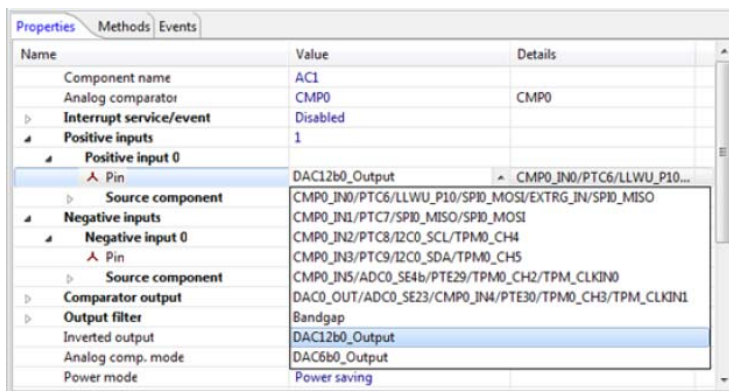 Properties Methods Events
Name Value Details
Component name AC1
Analog comparator CMP0 CMP0
Interrupt service/event Disabled
Positive inputs 1
Positive input 0
Pin DAC12b0_Output CMP0_IN0/PTC6/LLWU_P10...
Source component CMP0_IN0/PTC6/LLWU_P10/SPI0_MOSI/EXTRG_IN/SPI0_MISO
Negative inputs CMP0_IN1/PTC7/SPI0_MISO/SPI0_MOSI
Negative input 0 CMP0_IN2/PTC8/I2C0_SCL/TPM0_CH4
Pin CMP0_IN3/PTC9/I2C0_SDA/TPM0_CH5
Source component CMP0_IN5/ADC0_SE4b/PTE29/TPM0_CH2/TPM_CLKIN0
Comparator output DAC0_OUT/ADC0_SE23/CMP0_IN4/PTE30/TPM0_CH3/TPM_CLKIN1
Output filter Bandgap
Inverted output DAC12b0_Output
Analog comp. mode DAC6b0_Output
Power mode Power saving